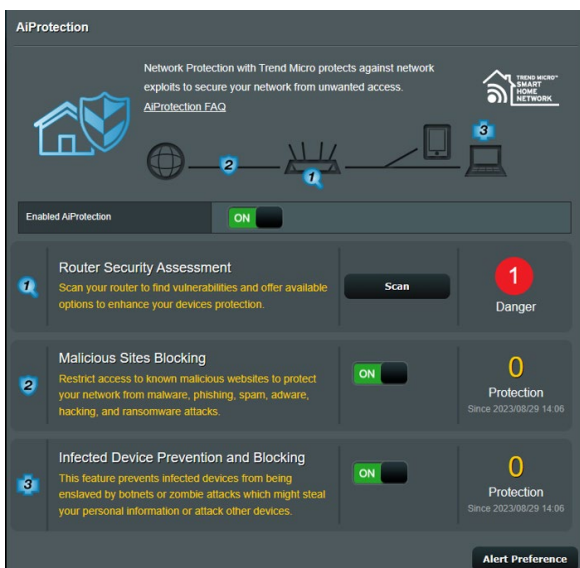 AiProtection
Network Protection with Trend Micro protects against network
exploits to secure your network from unwanted access.
AiProtection FAQ
TREND MICRO™
SMART
HOME
NETWORK
3
2
1
Enabled AiProtection
ON
1
Router Security Assessment
Scan your router to find vulnerabilities and offer available
options to enhance your devices protection.
Scan
1
Danger
2
Malicious Sites Blocking
Restrict access to known malicious websites to protect
your network from malware, phishing, spam, adware,
hacking, and ransomware attacks.
ON
0
Protection
Since 2023/08/29 14:06
3
Infected Device Prevention and Blocking
This feature prevents infected devices from being
enslaved by botnets or zombie attacks which might steal
your personal information or attack other devices.
ON
0
Protection
Since 2023/08/29 14:06
Alert Preference